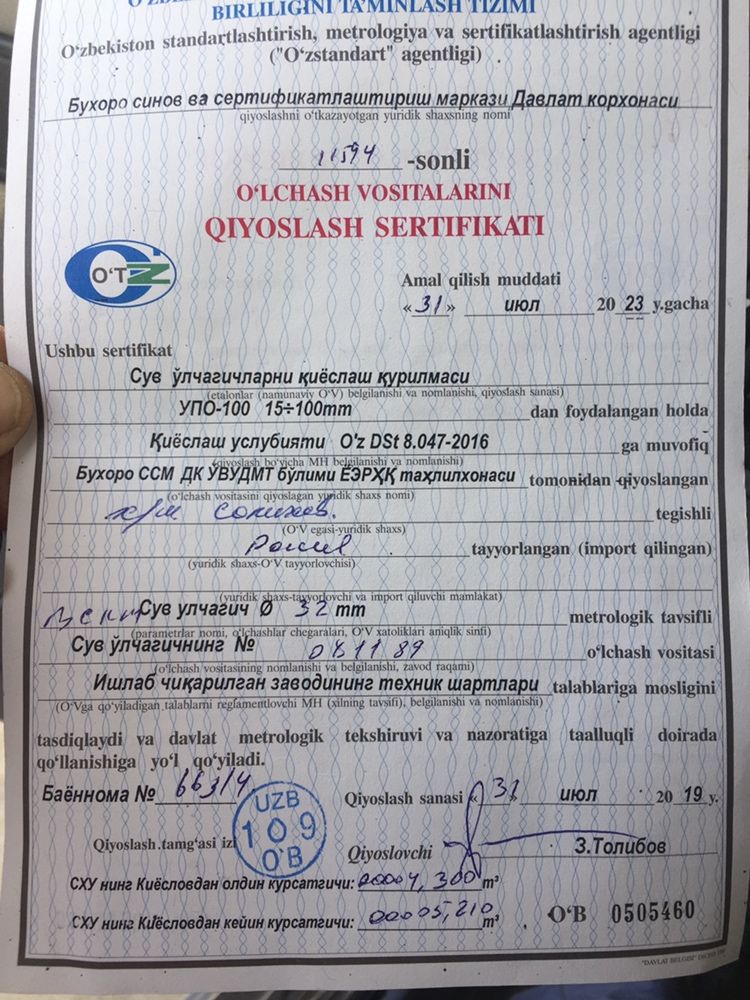 BIRLILIGINI TA'MINLASH TIZIMI
O‘zbekiston standartlashtirish, metrologiya va sertifikatlashtirish agentligi
("O‘zstandart" agentligi)
Бухоро синов ва сертификатлаштириш маркази Давлат корхонаси
qiyoslashni o‘tkazayotgan yuridik shaxsning nomi
11594 -sonli
O‘LCHASH VOSITALARINI
QIYOSLASH SERTIFIKATI
O‘TZ
Amal qilish muddati
«31» июл 20 23 y.gacha
Ushbu sertifikat
Сув ўлчагичларни қиёслаш қурилмаси
(etalonlar (namunaviy O‘V) belgilanishi va nomlanishi, qiyoslash sanasi)
УПО-100 15÷100mm dan foydalangan holda
Қиёслаш услубияти O'z DSt 8.047-2016 ga muvofiq
(qiyoslash bo‘yicha MH belgilanishi va nomlanishi)
Бухоро ССМ ДК УВУДМТ бўлими ЁЭРҲҚ таҳлилхонаси tomonidan qiyoslangan
(o‘lchash vositasini qiyoslagan yuridik shaxs nomi)
tegishli
(O‘V egasi-yuridik shaxs)
tayyorlangan (import qilingan)
(yuridik shaxs-O‘V tayyorlovchisi)
(yuridik shaxs-tayyorlovchi va import qiluvchi mamlakat)
Сув улчагич Ø 32 mm metrologik tavsifli
(parametrlar nomi, o‘lchashlar chegaralari, O‘V xatoliklari aniqlik sinfi)
Сув ўлчагичнинг № 081189 o‘lchash vositasi
(o‘lchash vositasining nomlanishi va belgilanishi, zavod raqami)
Ишлаб чиқарилган заводининг техник шартлари talablariga mosligini
(O‘Vga qo‘yiladigan talablarni reglamentlovchi MH (xilning tavsifi), belgilanishi va nomlanishi)
tasdiqlaydi va davlat metrologik tekshiruvi va nazoratiga taalluqli doirada
qo‘llanishiga yo‘l qo‘yiladi.
Баённома № 663/4 Qiyoslash sanasi «31» июл 20 19 y.
UZB
109
O‘B
Qiyoslash tamg‘asi izi Qiyoslovchi З.Толибов
СХУ нинг Киёсловдан олдин курсатгичи: 00004,300 m³
СХУ нинг Киёсловдан кейин курсатгичи: 00005,210 m³ O‘B 0505460